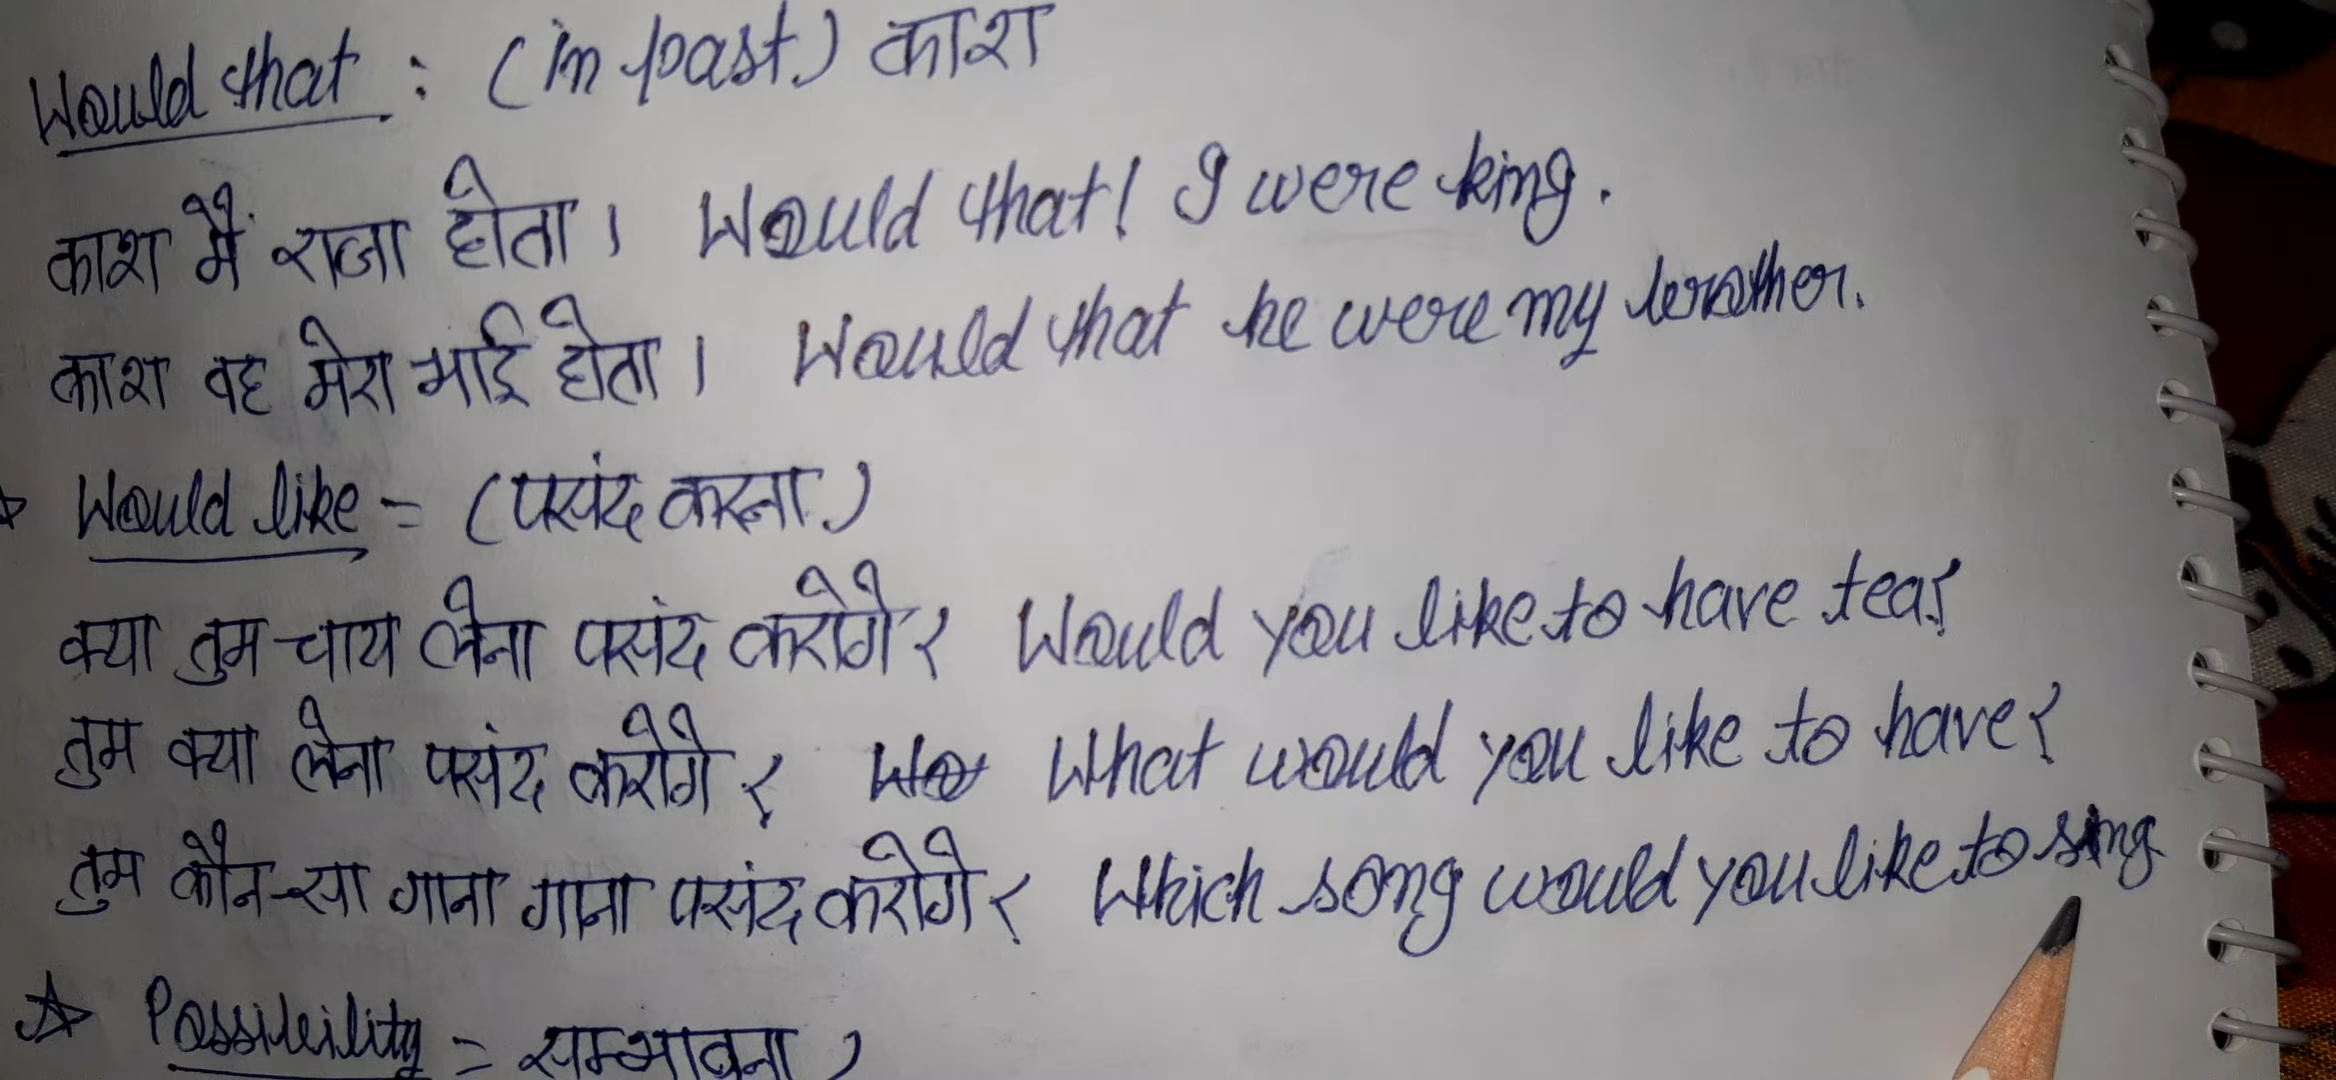 Would that : (in past) काश
काश मैं राजा होता। Would that! I were king.
काश वह मेरा भाई होता। Would that he were my brother.
Would like = (पसंद करना)
क्या तुम चाय लेना पसंद करोगे? Would you like to have tea?
तुम क्या लेना पसंद करोगे? What would you like to have?
तुम कौन-सा गाना गाना पसंद करोगे? Which song would you like to sing
☆ Possibility = सम्भावना)